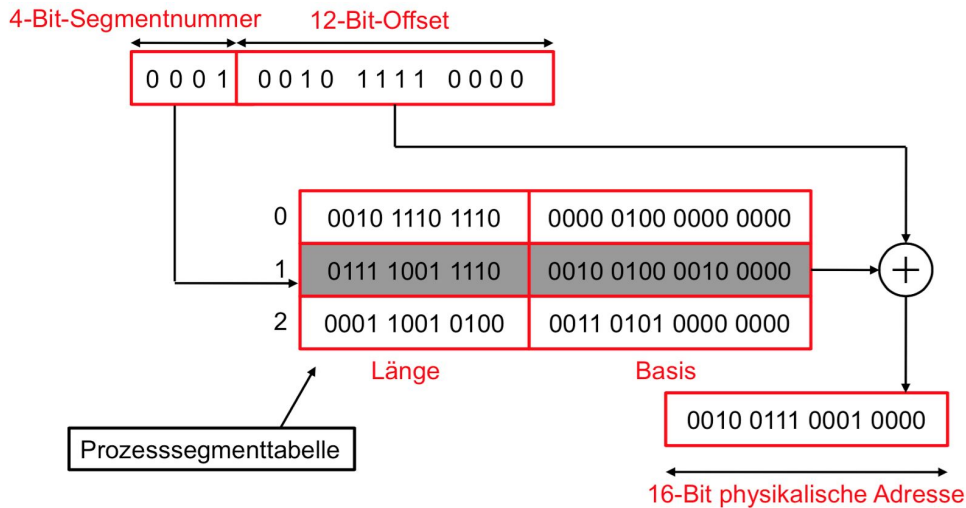 4-Bit-Segmentnummer 12-Bit-Offset
0 0 0 1 0 0 1 0 1 1 1 1 0 0 0 0
0 0010 1110 1110 0000 0100 0000 0000
1 0111 1001 1110 0010 0100 0010 0000
2 0001 1001 0100 0011 0101 0000 0000
Länge Basis
+
0010 0111 0001 0000
Prozesssegmenttabelle
16-Bit physikalische Adresse